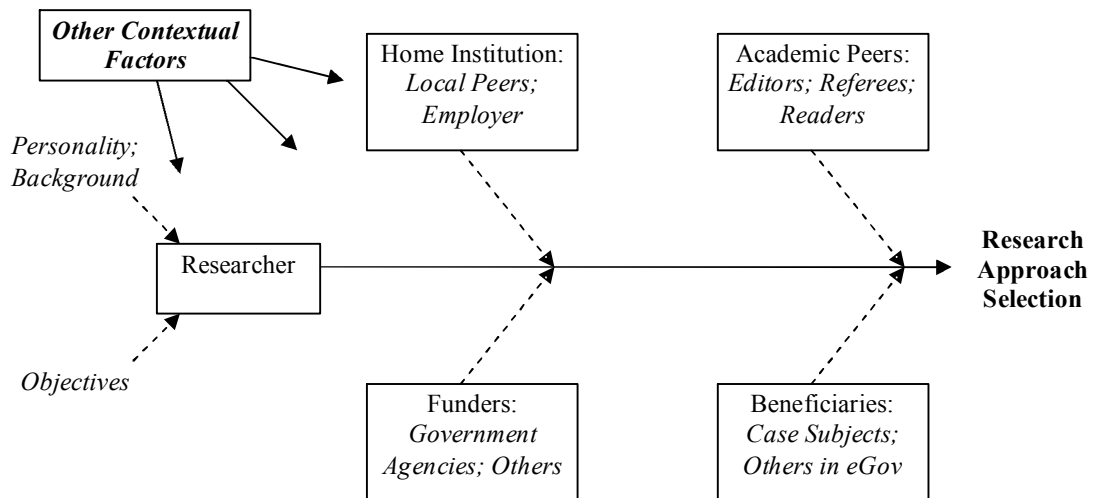 Other Contextual
Factors
Home Institution:
Local Peers;
Employer
Academic Peers:
Editors; Referees;
Readers
Personality;
Background
Researcher
Research
Approach
Selection
Objectives
Funders:
Government
Agencies; Others
Beneficiaries:
Case Subjects;
Others in eGov